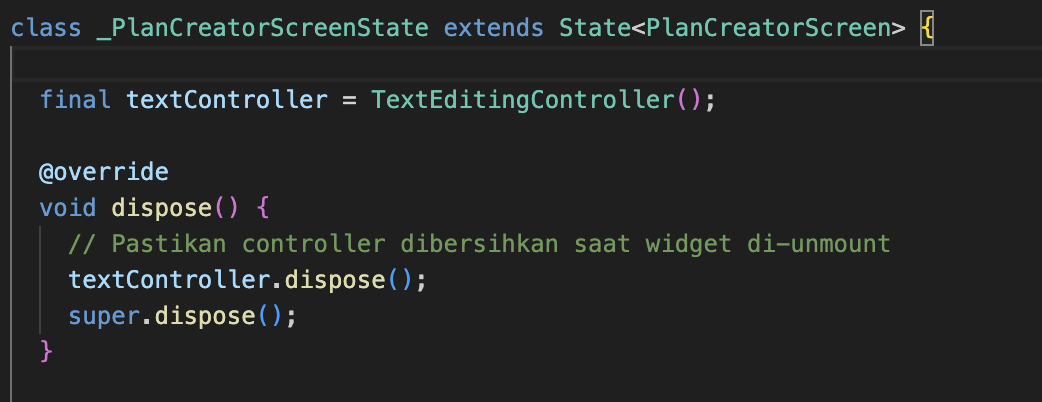 class _PlanCreatorScreenState extends State<PlanCreatorScreen> {
final textController = TextEditingController();
@override
void dispose() {
// Pastikan controller dibersihkan saat widget di-unmount
textController.dispose();
super.dispose();
}